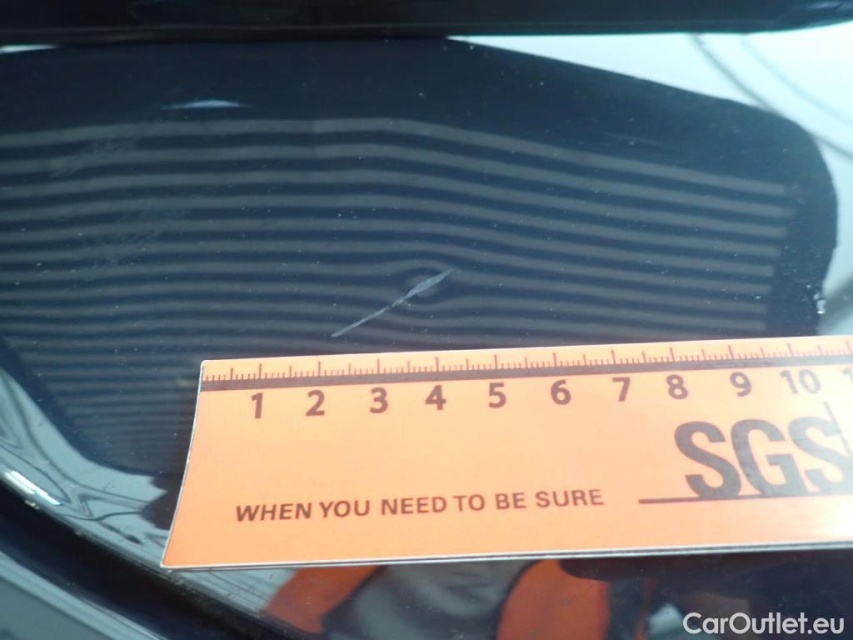 1 2 3 4 5 6 7 8 9 10
SGS
WHEN YOU NEED TO BE SURE
CarOutlet.eu